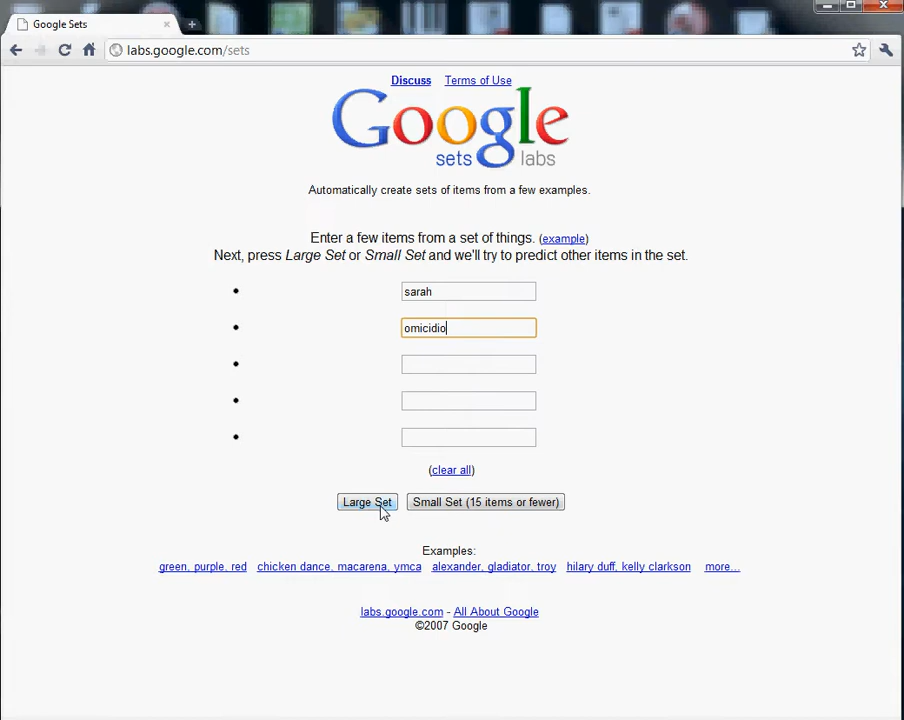 Google Sets
labs.google.com/sets
Discuss Terms of Use
Google
sets labs
Automatically create sets of items from a few examples.
Enter a few items from a set of things. (example)
Next, press Large Set or Small Set and we'll try to predict other items in the set.
sarah
omicidio
(clear all)
Large Set Small Set (15 items or fewer)
Examples:
green, purple, red chicken dance, macarena, ymca alexander, gladiator, troy hilary duff, kelly clarkson more...
labs.google.com - All About Google
©2007 Google